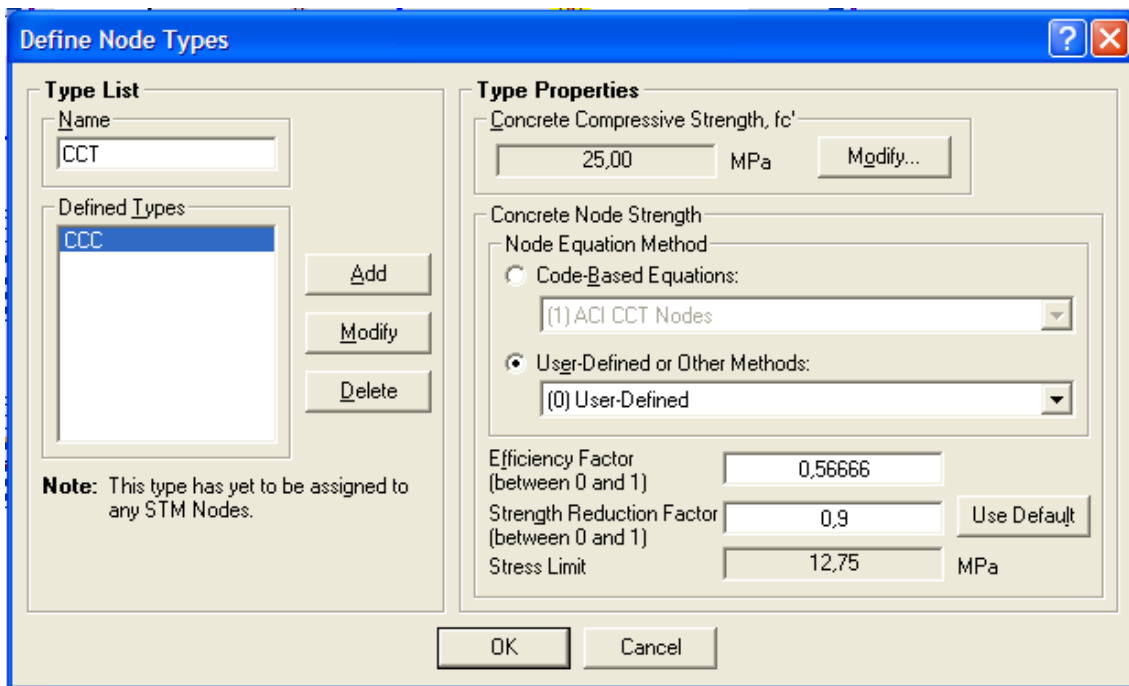 Define Node Types
Type List
Name
CCT
Defined Types
CCC
Add
Modify
Delete
Note: This type has yet to be assigned to
any STM Nodes.
Type Properties
Concrete Compressive Strength, fc'
25,00 MPa Modify...
Concrete Node Strength
Node Equation Method
Code-Based Equations:
(1) ACI CCT Nodes
User-Defined or Other Methods:
(0) User-Defined
Efficiency Factor
(between 0 and 1)
0,56666
Strength Reduction Factor
(between 0 and 1)
0,9 Use Default
Stress Limit 12,75 MPa
OK Cancel